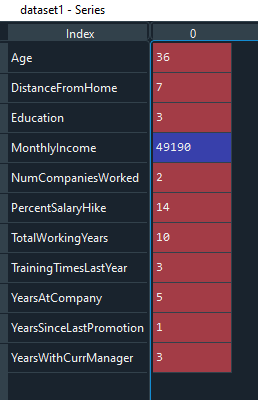 dataset1 - Series
Index 0
Age 36
DistanceFromHome 7
Education 3
MonthlyIncome 49190
NumCompaniesWorked 2
PercentSalaryHike 14
TotalWorkingYears 10
TrainingTimesLastYear 3
YearsAtCompany 5
YearsSinceLastPromotion 1
YearsWithCurrManager 3